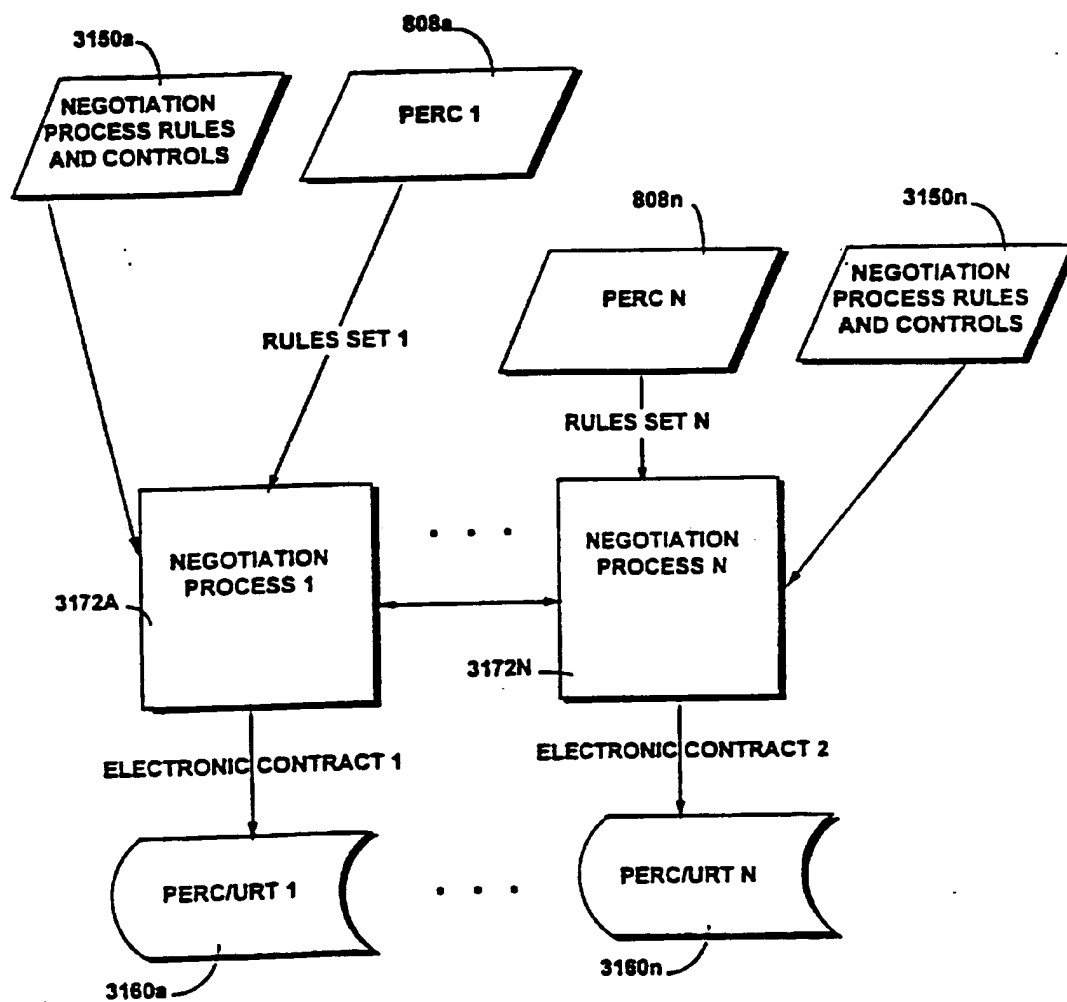 3150a
808a
NEGOTIATION
PROCESS RULES
AND CONTROLS
PERC 1
808n
3150n
PERC N
NEGOTIATION
PROCESS RULES
AND CONTROLS
RULES SET 1
RULES SET N
NEGOTIATION
PROCESS 1
. . .
NEGOTIATION
PROCESS N
3172A
3172N
ELECTRONIC CONTRACT 1
ELECTRONIC CONTRACT 2
PERC/URT 1
. . .
PERC/URT N
3160a
3160n